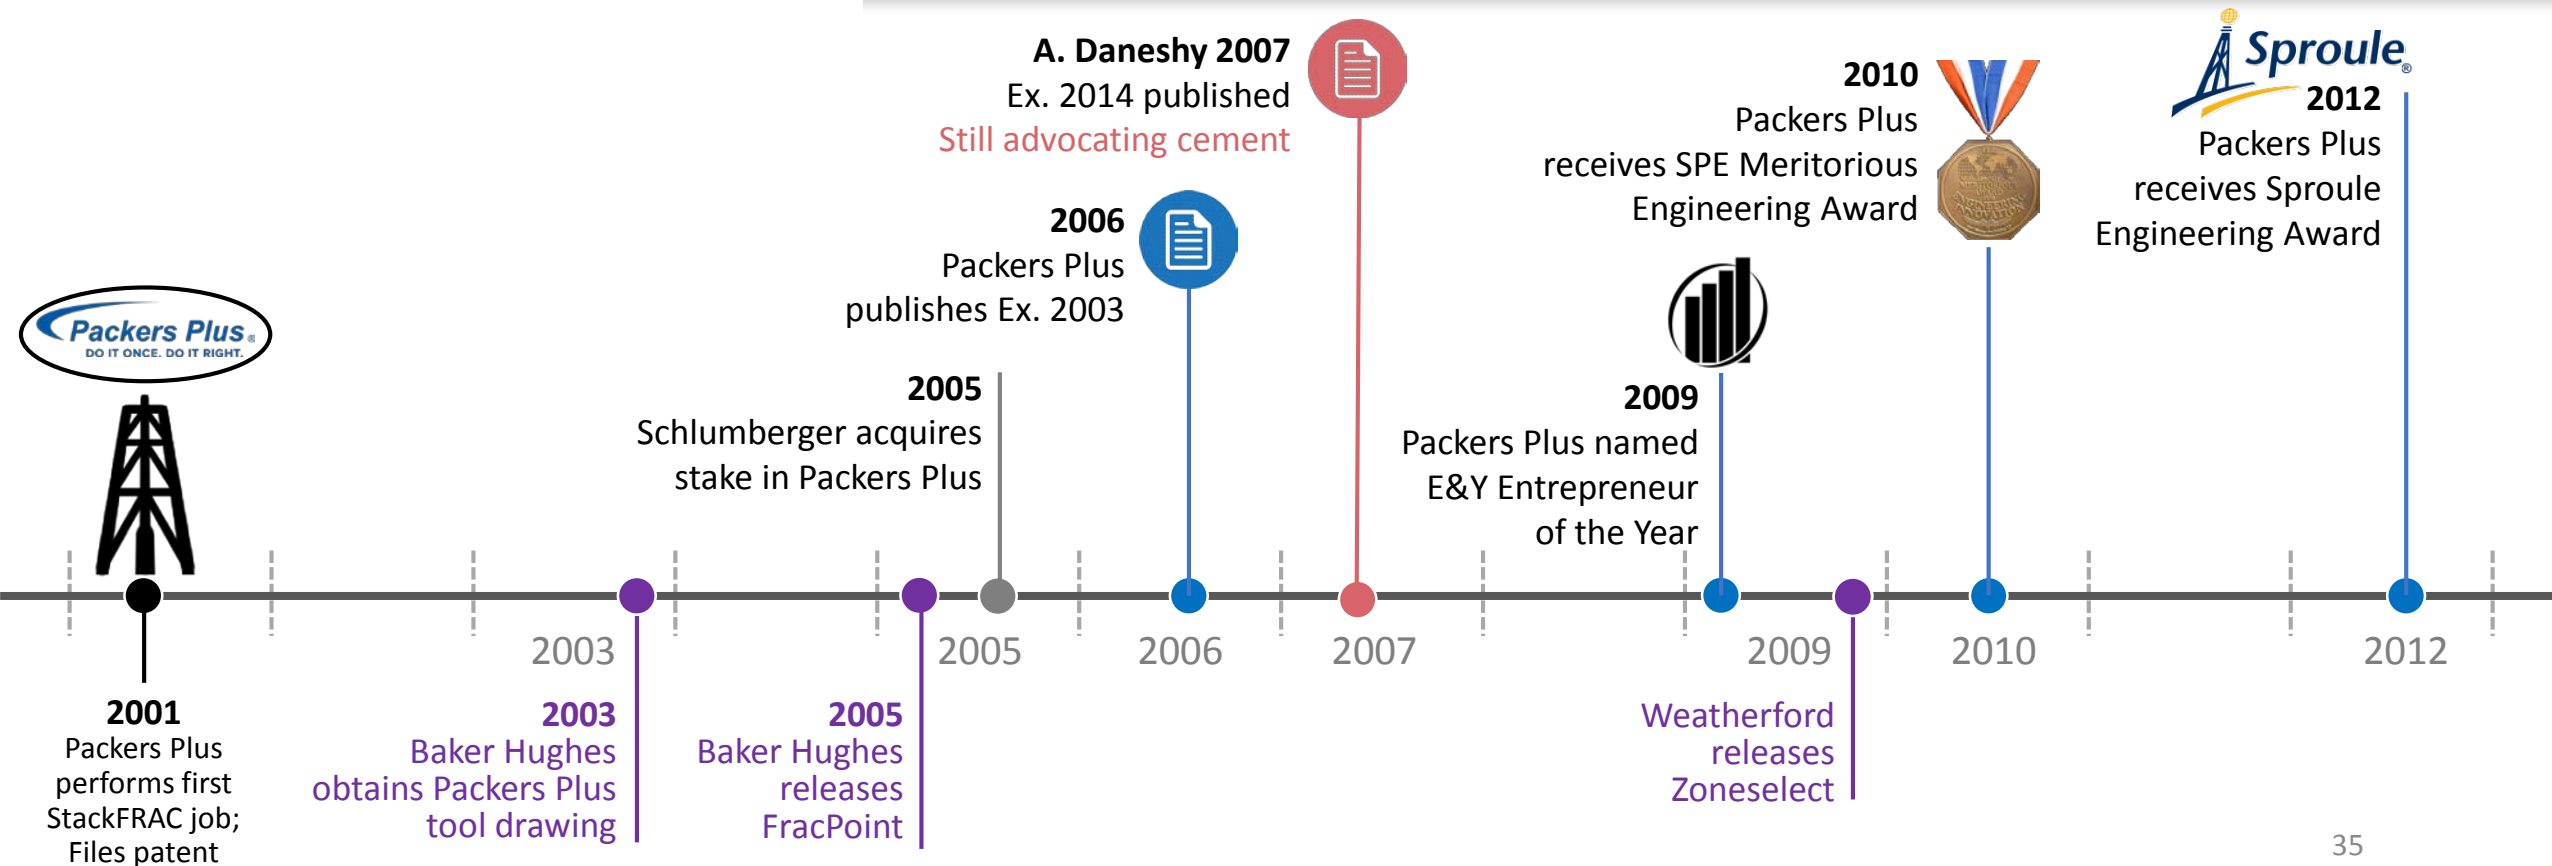 A. Daneshy 2007
Ex. 2014 published
Still advocating cement
2006
Packers Plus
publishes Ex. 2003
2010
Packers Plus
receives SPE Meritorious
Engineering Award
Sproule®
2012
Packers Plus
receives Sproule
Engineering Award
Packers Plus®
DO IT ONCE. DO IT RIGHT.
2005
Schlumberger acquires
stake in Packers Plus
2009
Packers Plus named
E&Y Entrepreneur
of the Year
2003
2005
2006
2007
2009
2010
2012
2001
Packers Plus
performs first
StackFRAC job;
Files patent
2003
Baker Hughes
obtains Packers Plus
tool drawing
2005
Baker Hughes
releases
FracPoint
Weatherford
releases
Zoneselect
35